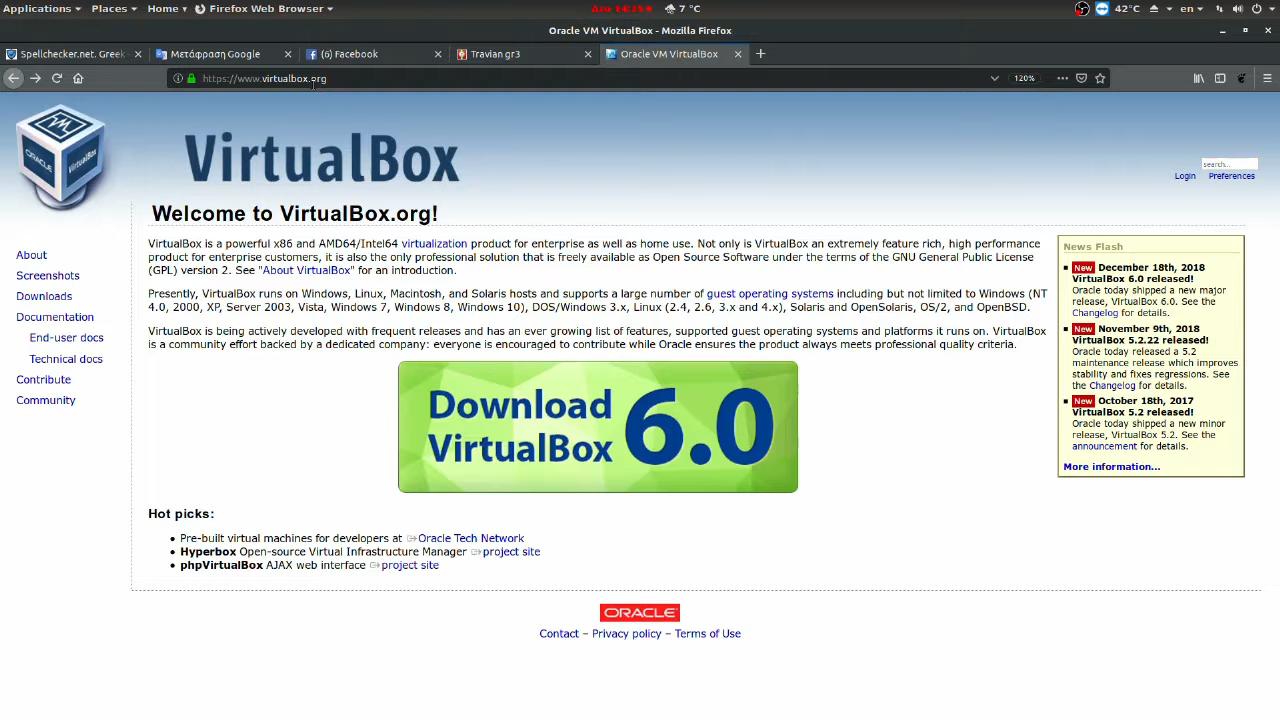 Applications Places Home Firefox Web Browser 7 °C 42°C en
Oracle VM VirtualBox - Mozilla Firefox
Spellchecker.net. Greek Μετάφραση Google (6) Facebook Travian gr3 Oracle VM VirtualBox
https://www.virtualbox.org 120%
ORACLE VirtualBox
VirtualBox
search...
Login Preferences
Welcome to VirtualBox.org!
About
Screenshots
Downloads
Documentation
End-user docs
Technical docs
Contribute
Community
VirtualBox is a powerful x86 and AMD64/Intel64 virtualization product for enterprise as well as home use. Not only is VirtualBox an extremely feature rich, high performance
product for enterprise customers, it is also the only professional solution that is freely available as Open Source Software under the terms of the GNU General Public License
(GPL) version 2. See "About VirtualBox" for an introduction.
Presently, VirtualBox runs on Windows, Linux, Macintosh, and Solaris hosts and supports a large number of guest operating systems including but not limited to Windows (NT
4.0, 2000, XP, Server 2003, Vista, Windows 7, Windows 8, Windows 10), DOS/Windows 3.x, Linux (2.4, 2.6, 3.x and 4.x), Solaris and OpenSolaris, OS/2, and OpenBSD.
VirtualBox is being actively developed with frequent releases and has an ever growing list of features, supported guest operating systems and platforms it runs on. VirtualBox
is a community effort backed by a dedicated company: everyone is encouraged to contribute while Oracle ensures the product always meets professional quality criteria.
Download
VirtualBox 6.0
Hot picks:
Pre-built virtual machines for developers at Oracle Tech Network
Hyperbox Open-source Virtual Infrastructure Manager project site
phpVirtualBox AJAX web interface project site
News Flash
New December 18th, 2018
VirtualBox 6.0 released!
Oracle today shipped a new major
release, VirtualBox 6.0. See the
Changelog for details.
New November 9th, 2018
VirtualBox 5.2.22 released!
Oracle today released a 5.2
maintenance release which improves
stability and fixes regressions. See
the Changelog for details.
New October 18th, 2017
VirtualBox 5.2 released!
Oracle today shipped a new minor
release, VirtualBox 5.2. See the
announcement for details.
More information...
ORACLE
Contact – Privacy policy – Terms of Use